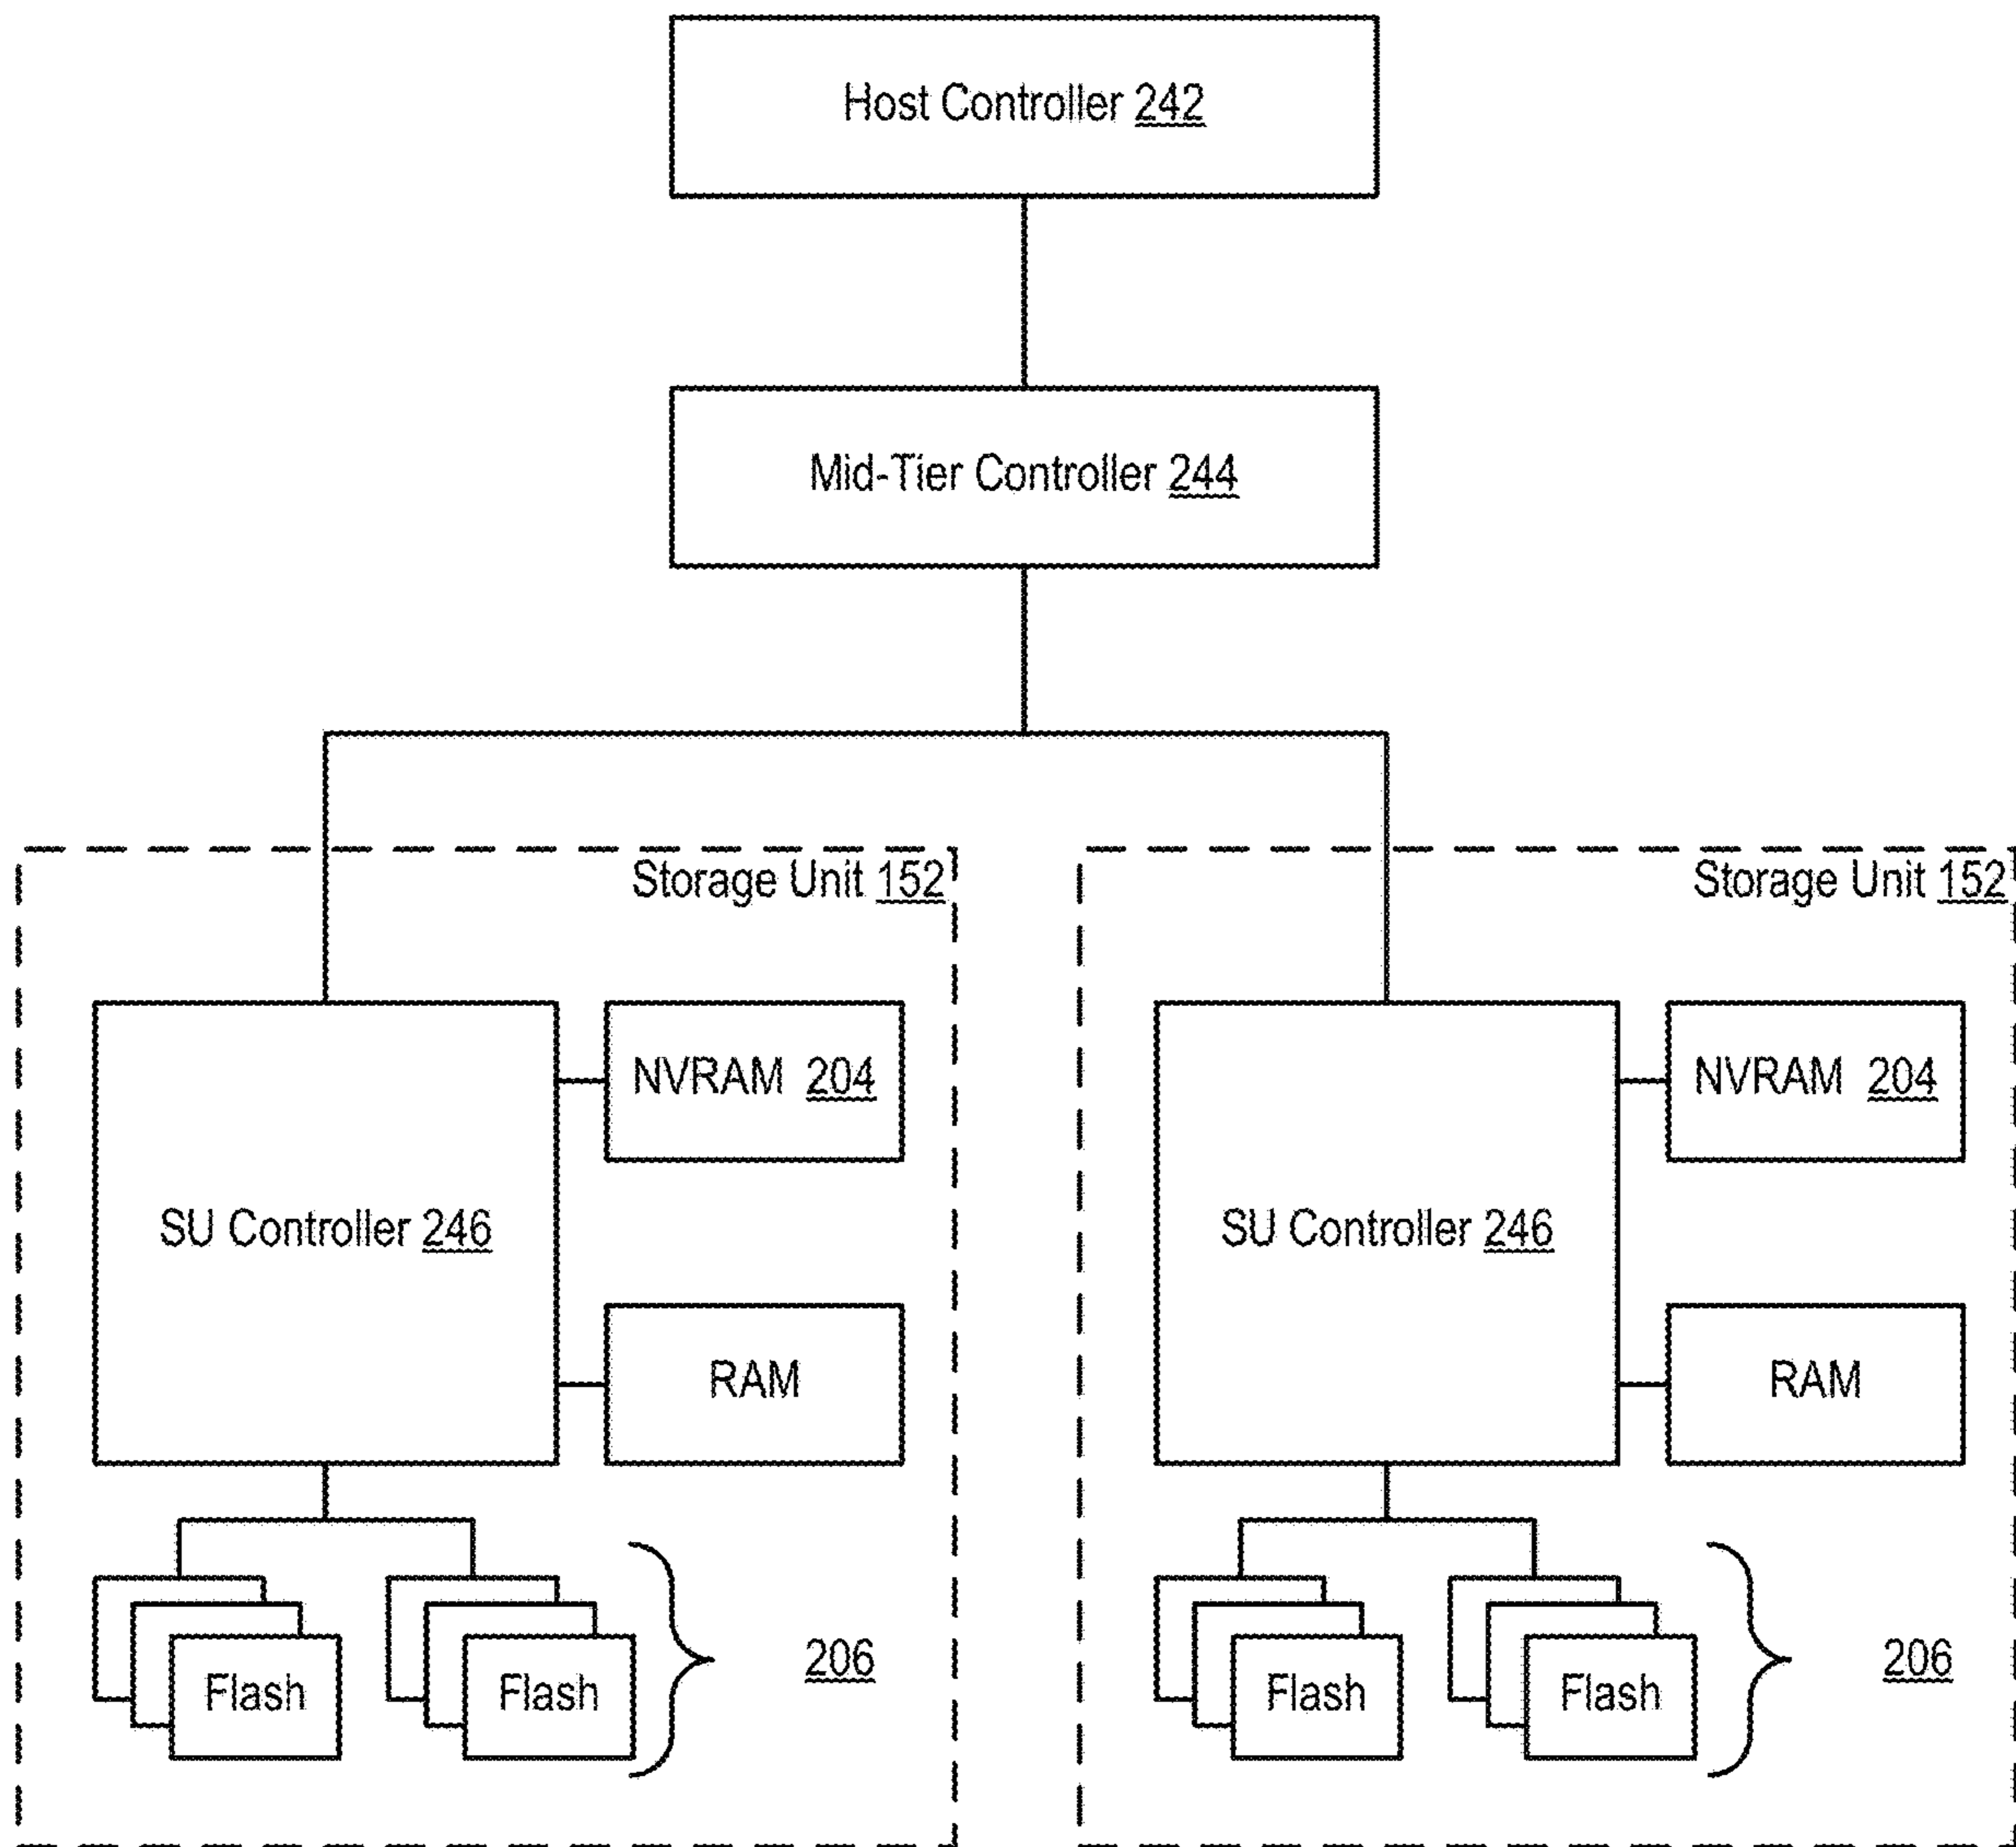 Host Controller 242
Mid-Tier Controller 244
Storage Unit 152
NVRAM 204
SU Controller 246
RAM
Flash
Flash
206
Storage Unit 152
NVRAM 204
SU Controller 246
RAM
Flash
Flash
206